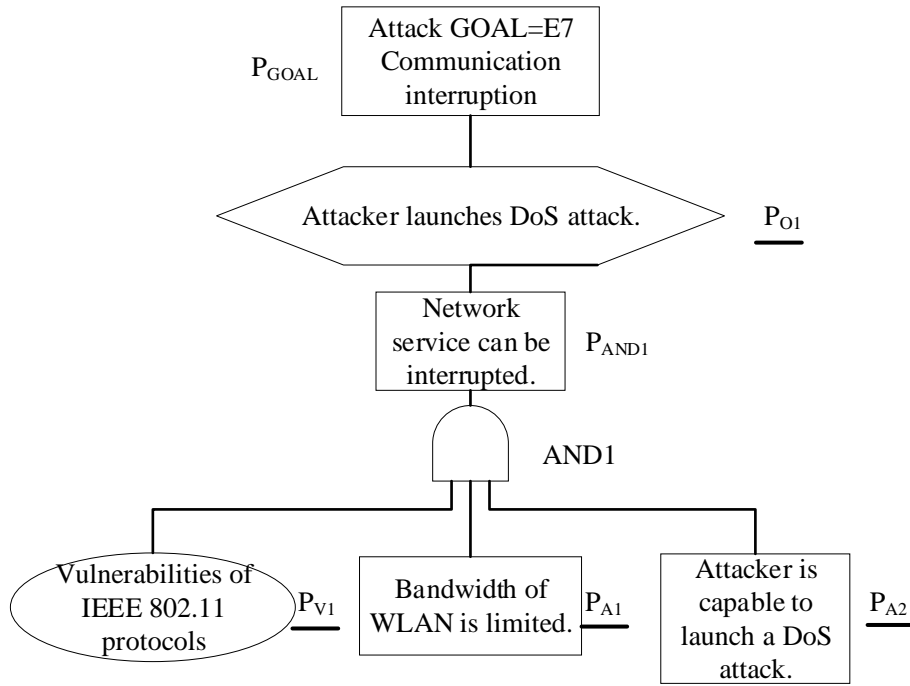 Attack GOAL=E7
Communication
interruption
P_GOAL
Attacker launches DoS attack.
P_O1
Network
service can be
interrupted.
P_AND1
AND1
Vulnerabilities of
IEEE 802.11
protocols
P_V1
Bandwidth of
WLAN is limited.
P_A1
Attacker is
capable to
launch a DoS
attack.
P_A2